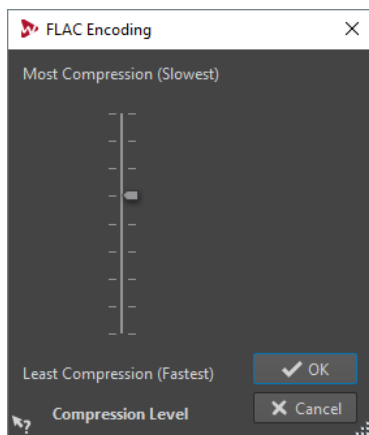 FLAC Encoding
Most Compression (Slowest)
Least Compression (Fastest)
OK
Compression Level
Cancel